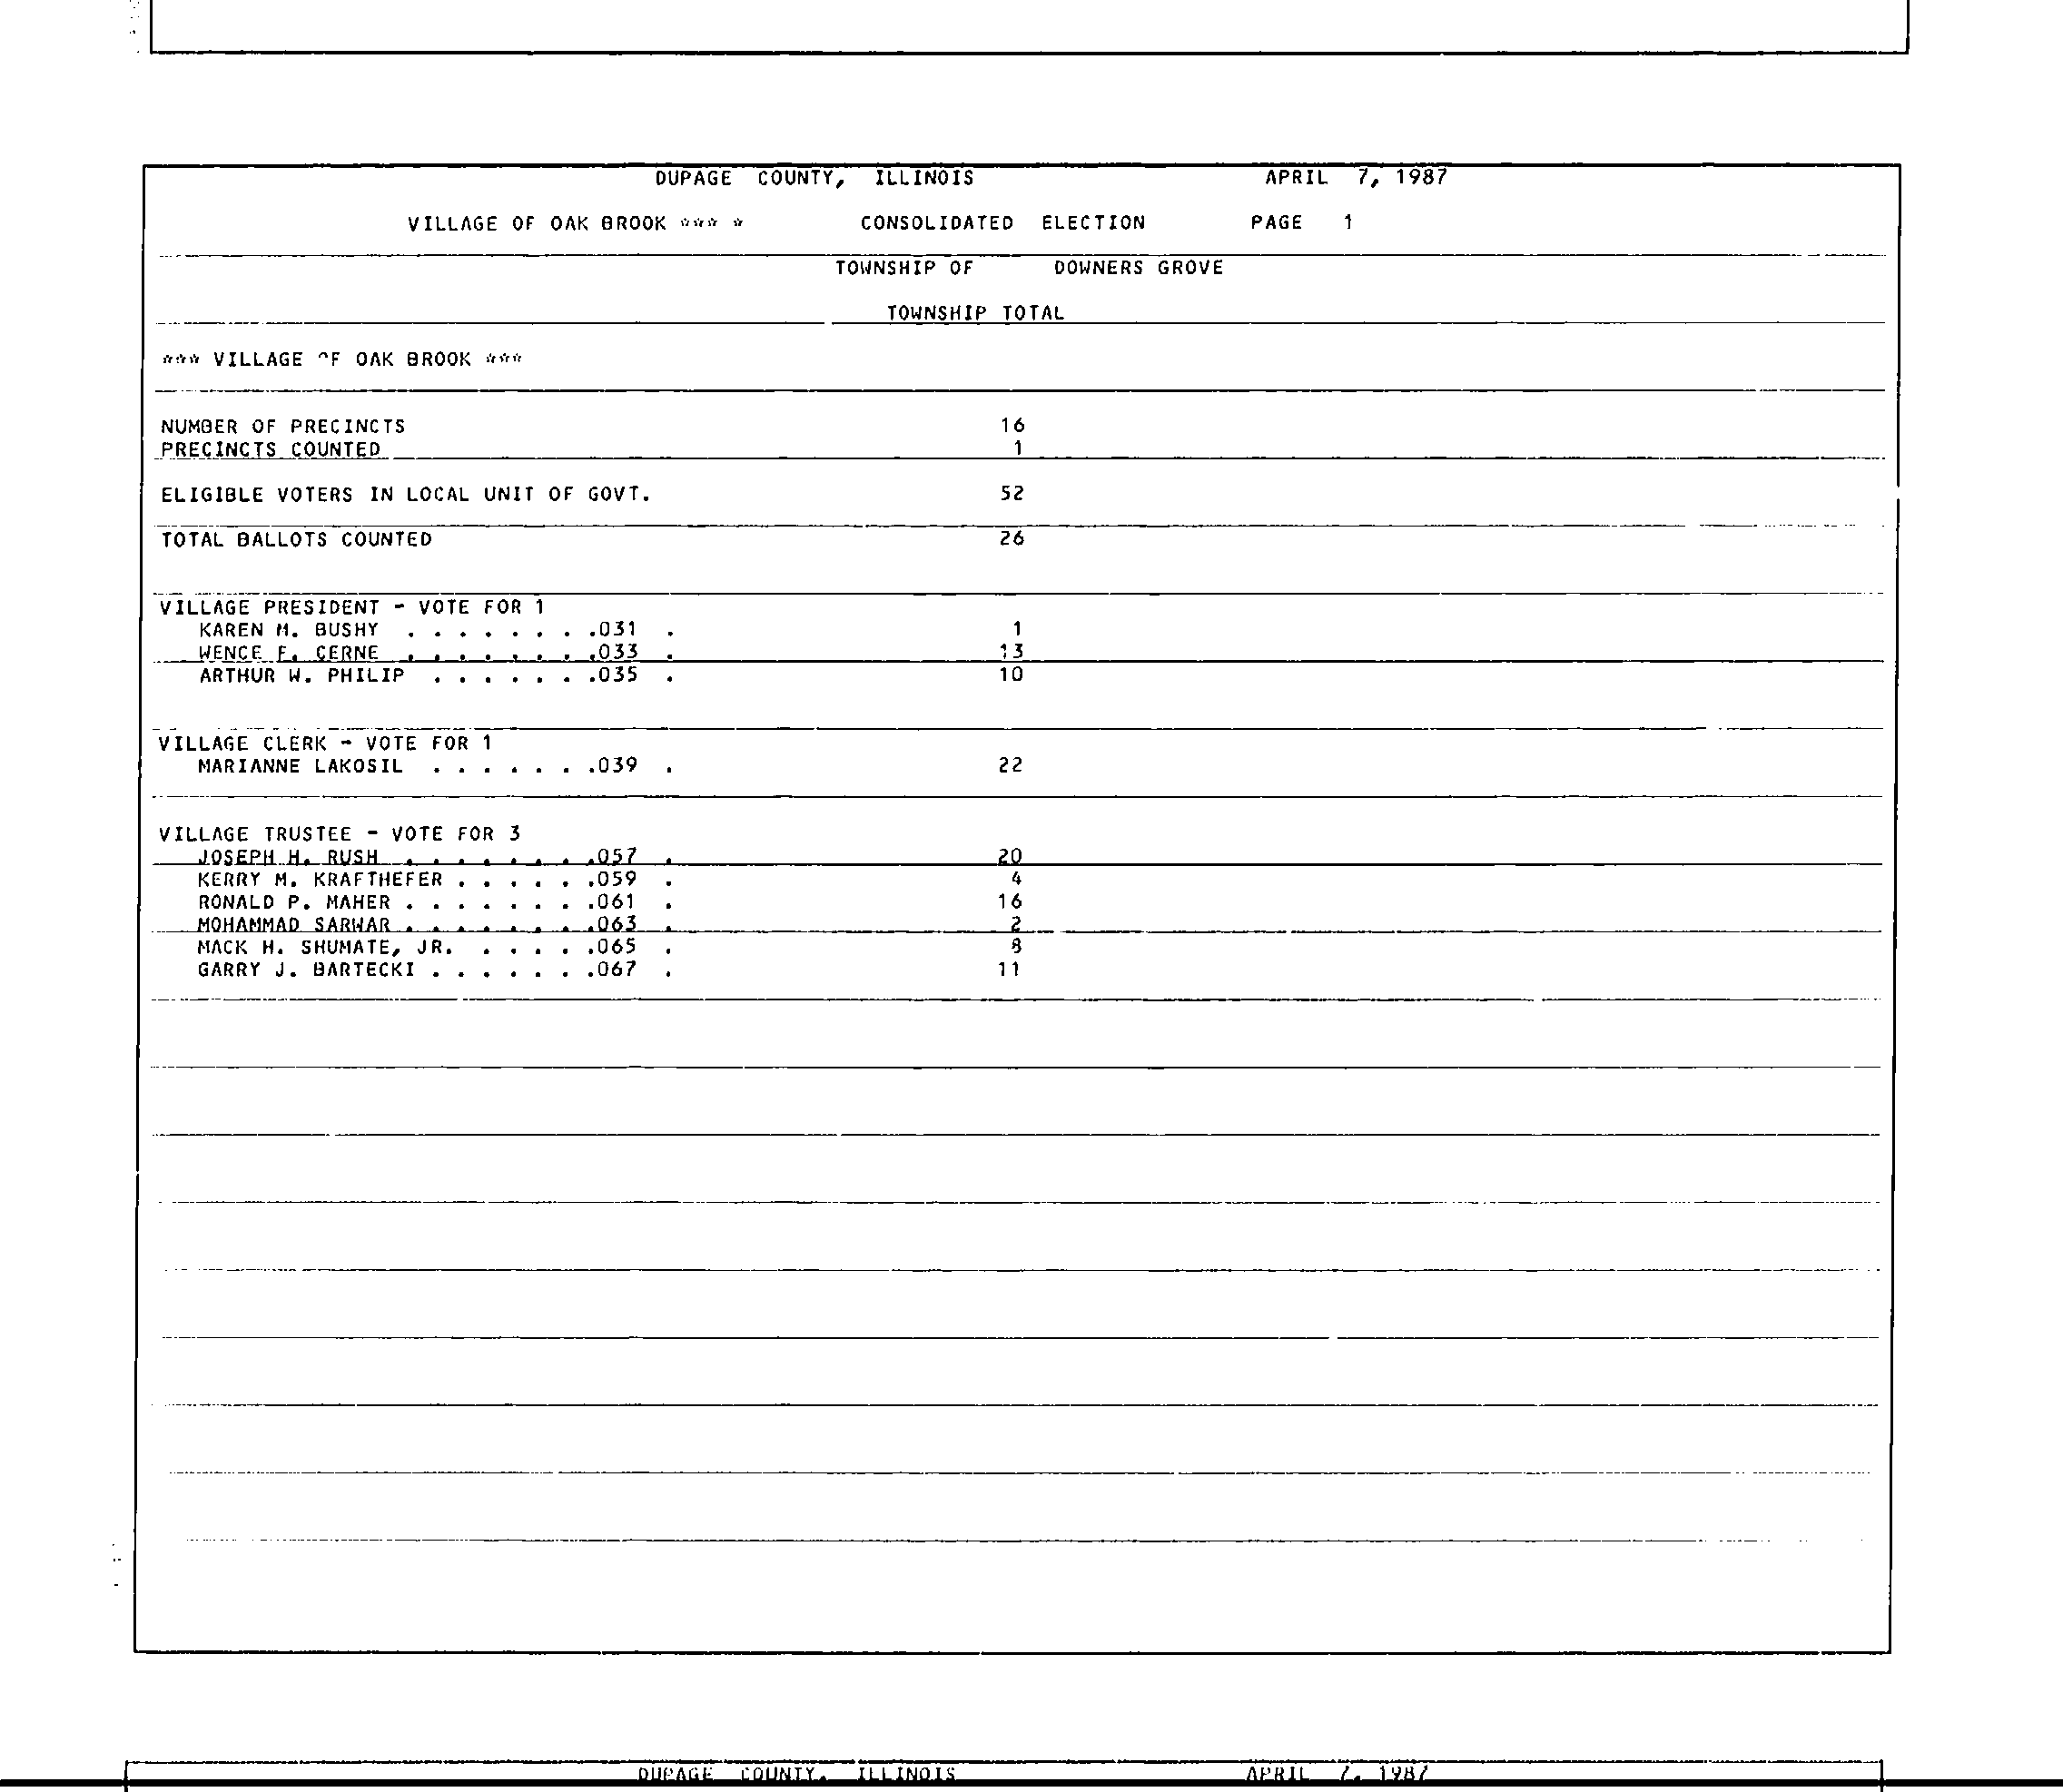 DUPAGE COUNTY, ILLINOIS APRIL 7, 1987
VILLAGE OF OAK BROOK *** * CONSOLIDATED ELECTION PAGE 1
TOWNSHIP OF DOWNERS GROVE
TOWNSHIP TOTAL
*** VILLAGE OF OAK BROOK ***
NUMBER OF PRECINCTS 16
PRECINCTS COUNTED 1
ELIGIBLE VOTERS IN LOCAL UNIT OF GOVT. 52
TOTAL BALLOTS COUNTED 26
VILLAGE PRESIDENT - VOTE FOR 1
KAREN M. BUSHY . . . . . . . .031 . 1
WENCE F. CERNE . . . . . . . .033 . 13
ARTHUR W. PHILIP . . . . . . .035 . 10
VILLAGE CLERK - VOTE FOR 1
MARIANNE LAKOSIL . . . . . . .039 . 22
VILLAGE TRUSTEE - VOTE FOR 3
JOSEPH H. RUSH . . . . . . . .057 . 20
KERRY M. KRAFTHEFER . . . . . .059 . 4
RONALD P. MAHER . . . . . . . .061 . 16
MOHAMMAD SARWAR . . . . . . . .063 . 2
MACK H. SHUMATE, JR. . . . . .065 . 8
GARRY J. BARTECKI . . . . . . .067 . 11
DUPAGE COUNTY, ILLINOIS APRIL 7, 1987